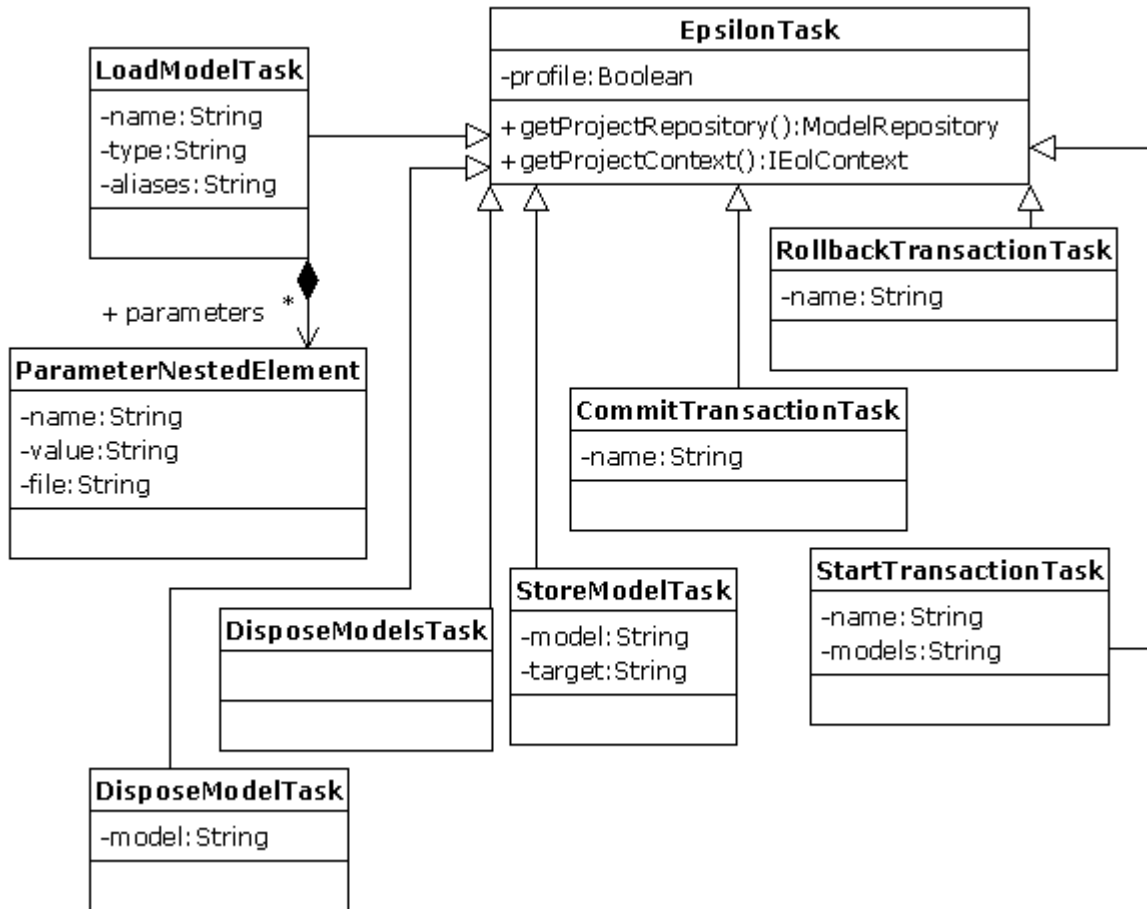 EpsilonTask
-profile:Boolean
+getProjectRepository():ModelRepository
+getProjectContext():IEolContext
LoadModelTask
-name:String
-type:String
-aliases:String
+ parameters
*
ParameterNestedElement
-name:String
-value:String
-file:String
RollbackTransactionTask
-name:String
CommitTransactionTask
-name:String
StartTransactionTask
-name:String
-models:String
StoreModelTask
-model:String
-target:String
DisposeModelsTask
DisposeModelTask
-model:String